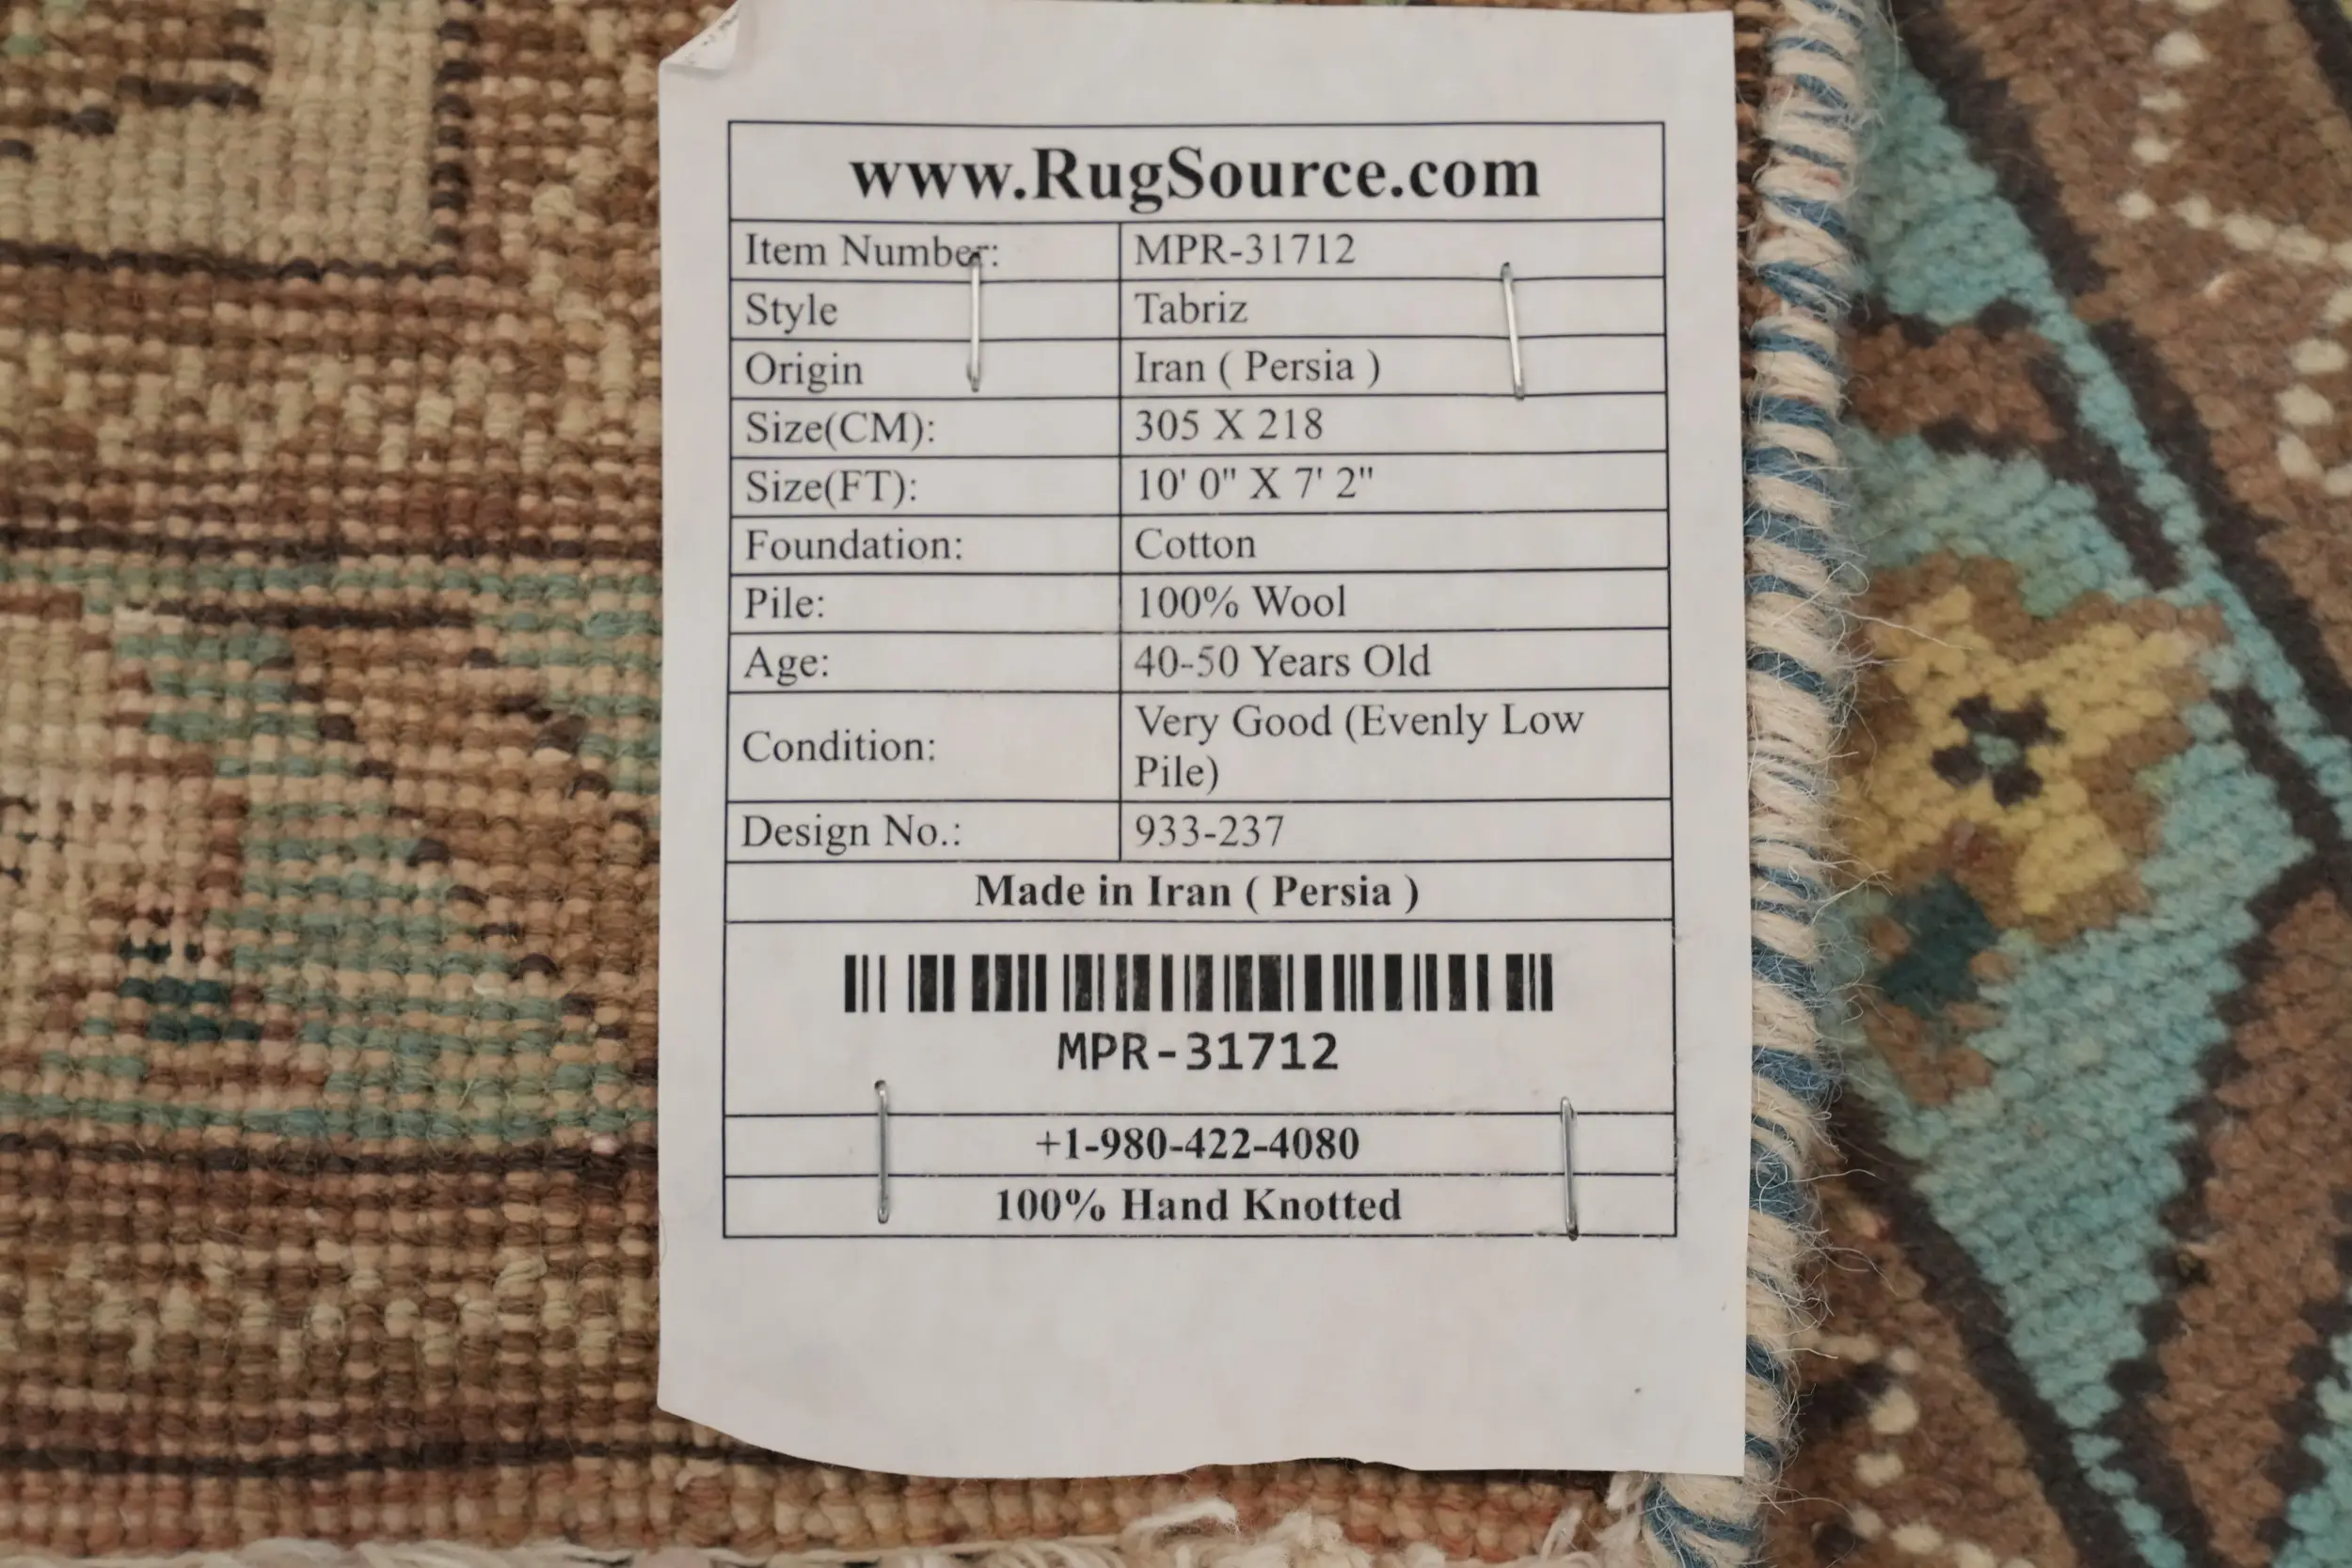 www.RugSource.com
Item Number: MPR-31712
Style Tabriz
Origin Iran ( Persia )
Size(CM): 305 X 218
Size(FT): 10' 0" X 7' 2"
Foundation: Cotton
Pile: 100% Wool
Age: 40-50 Years Old
Condition: Very Good (Evenly Low
Pile)
Design No.: 933-237
Made in Iran ( Persia )
MPR-31712
+1-980-422-4080
100% Hand Knotted